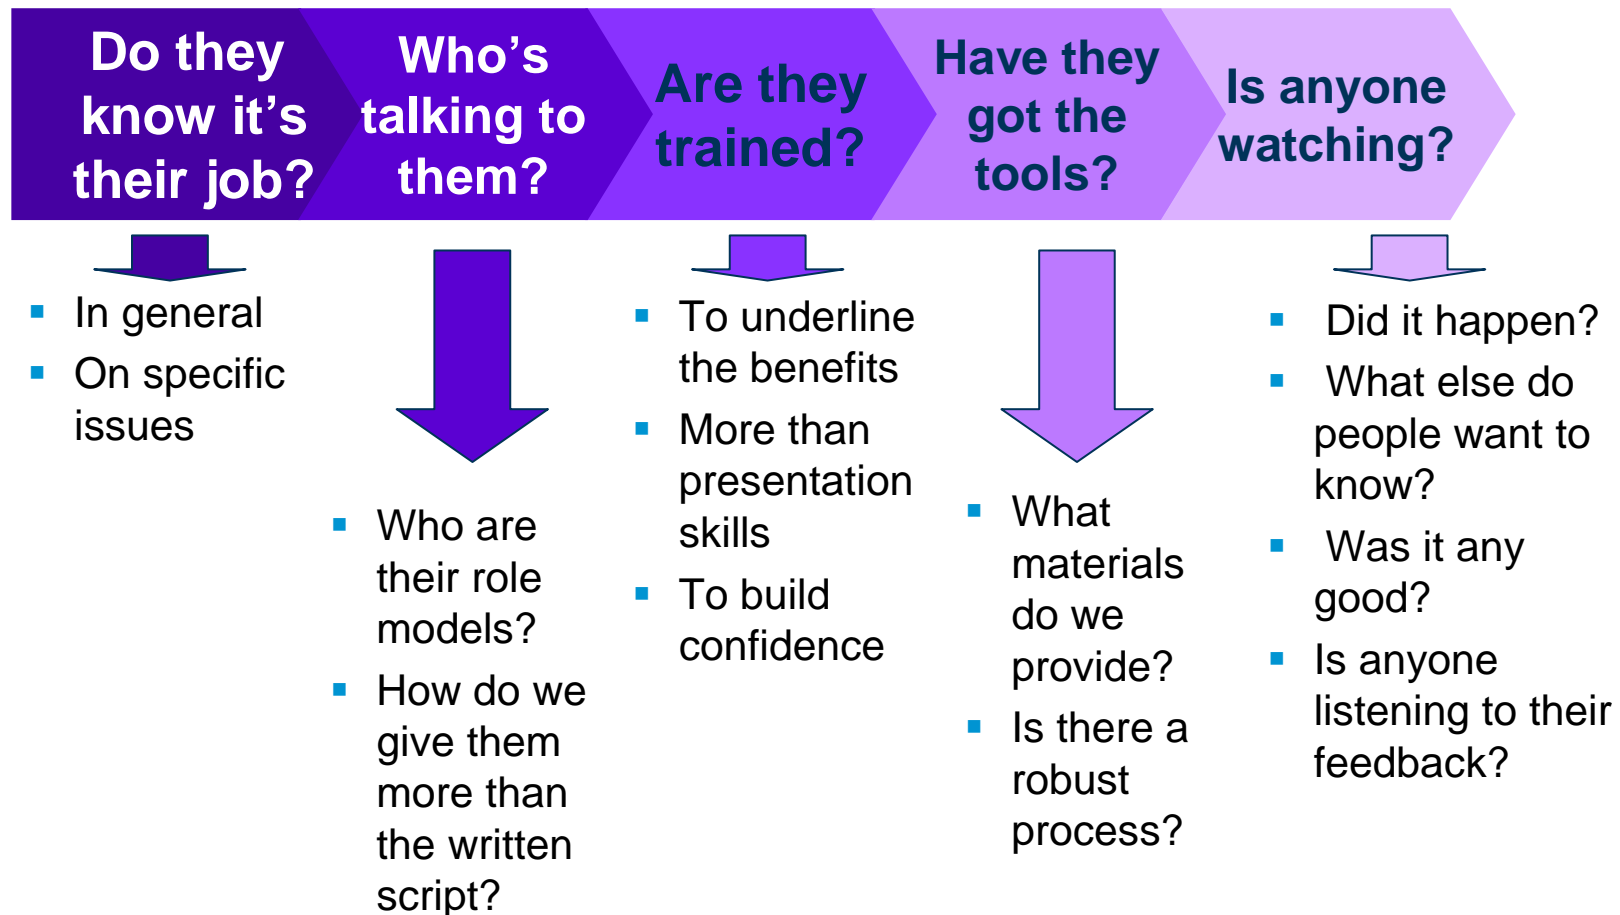 Do they
know it's
their job?
Who's
talking to
them?
Are they
trained?
Have they
got the
tools?
Is anyone
watching?
In general
On specific
issues
Who are
their role
models?
How do we
give them
more than
the written
script?
To underline
the benefits
More than
presentation
skills
To build
confidence
What
materials
do we
provide?
Is there a
robust
process?
Did it happen?
What else do
people want to
know?
Was it any
good?
Is anyone
listening to their
feedback?